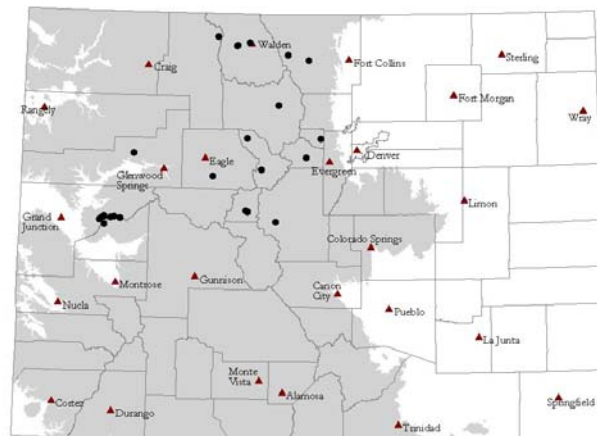 Walden
Sterling
Craig
Fort Collins
Fort Morgan
Rangely
Wray
Eagle
Denver
Glenwood
Springs
Evergreen
Limon
Grand
Junction
Colorado Springs
Gunnison
Montrose
Canon
City
Nucla
Pueblo
La Junta
Monte
Vista
Alamosa
Springfield
Cortez
Durango
Trinidad